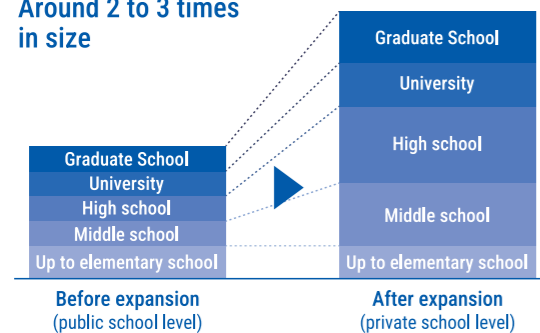 Around 2 to 3 times
in size
Graduate School
University
High school
Middle school
Up to elementary school
Before expansion
(public school level)
Graduate School
University
High school
Middle school
Up to elementary school
After expansion
(private school level)